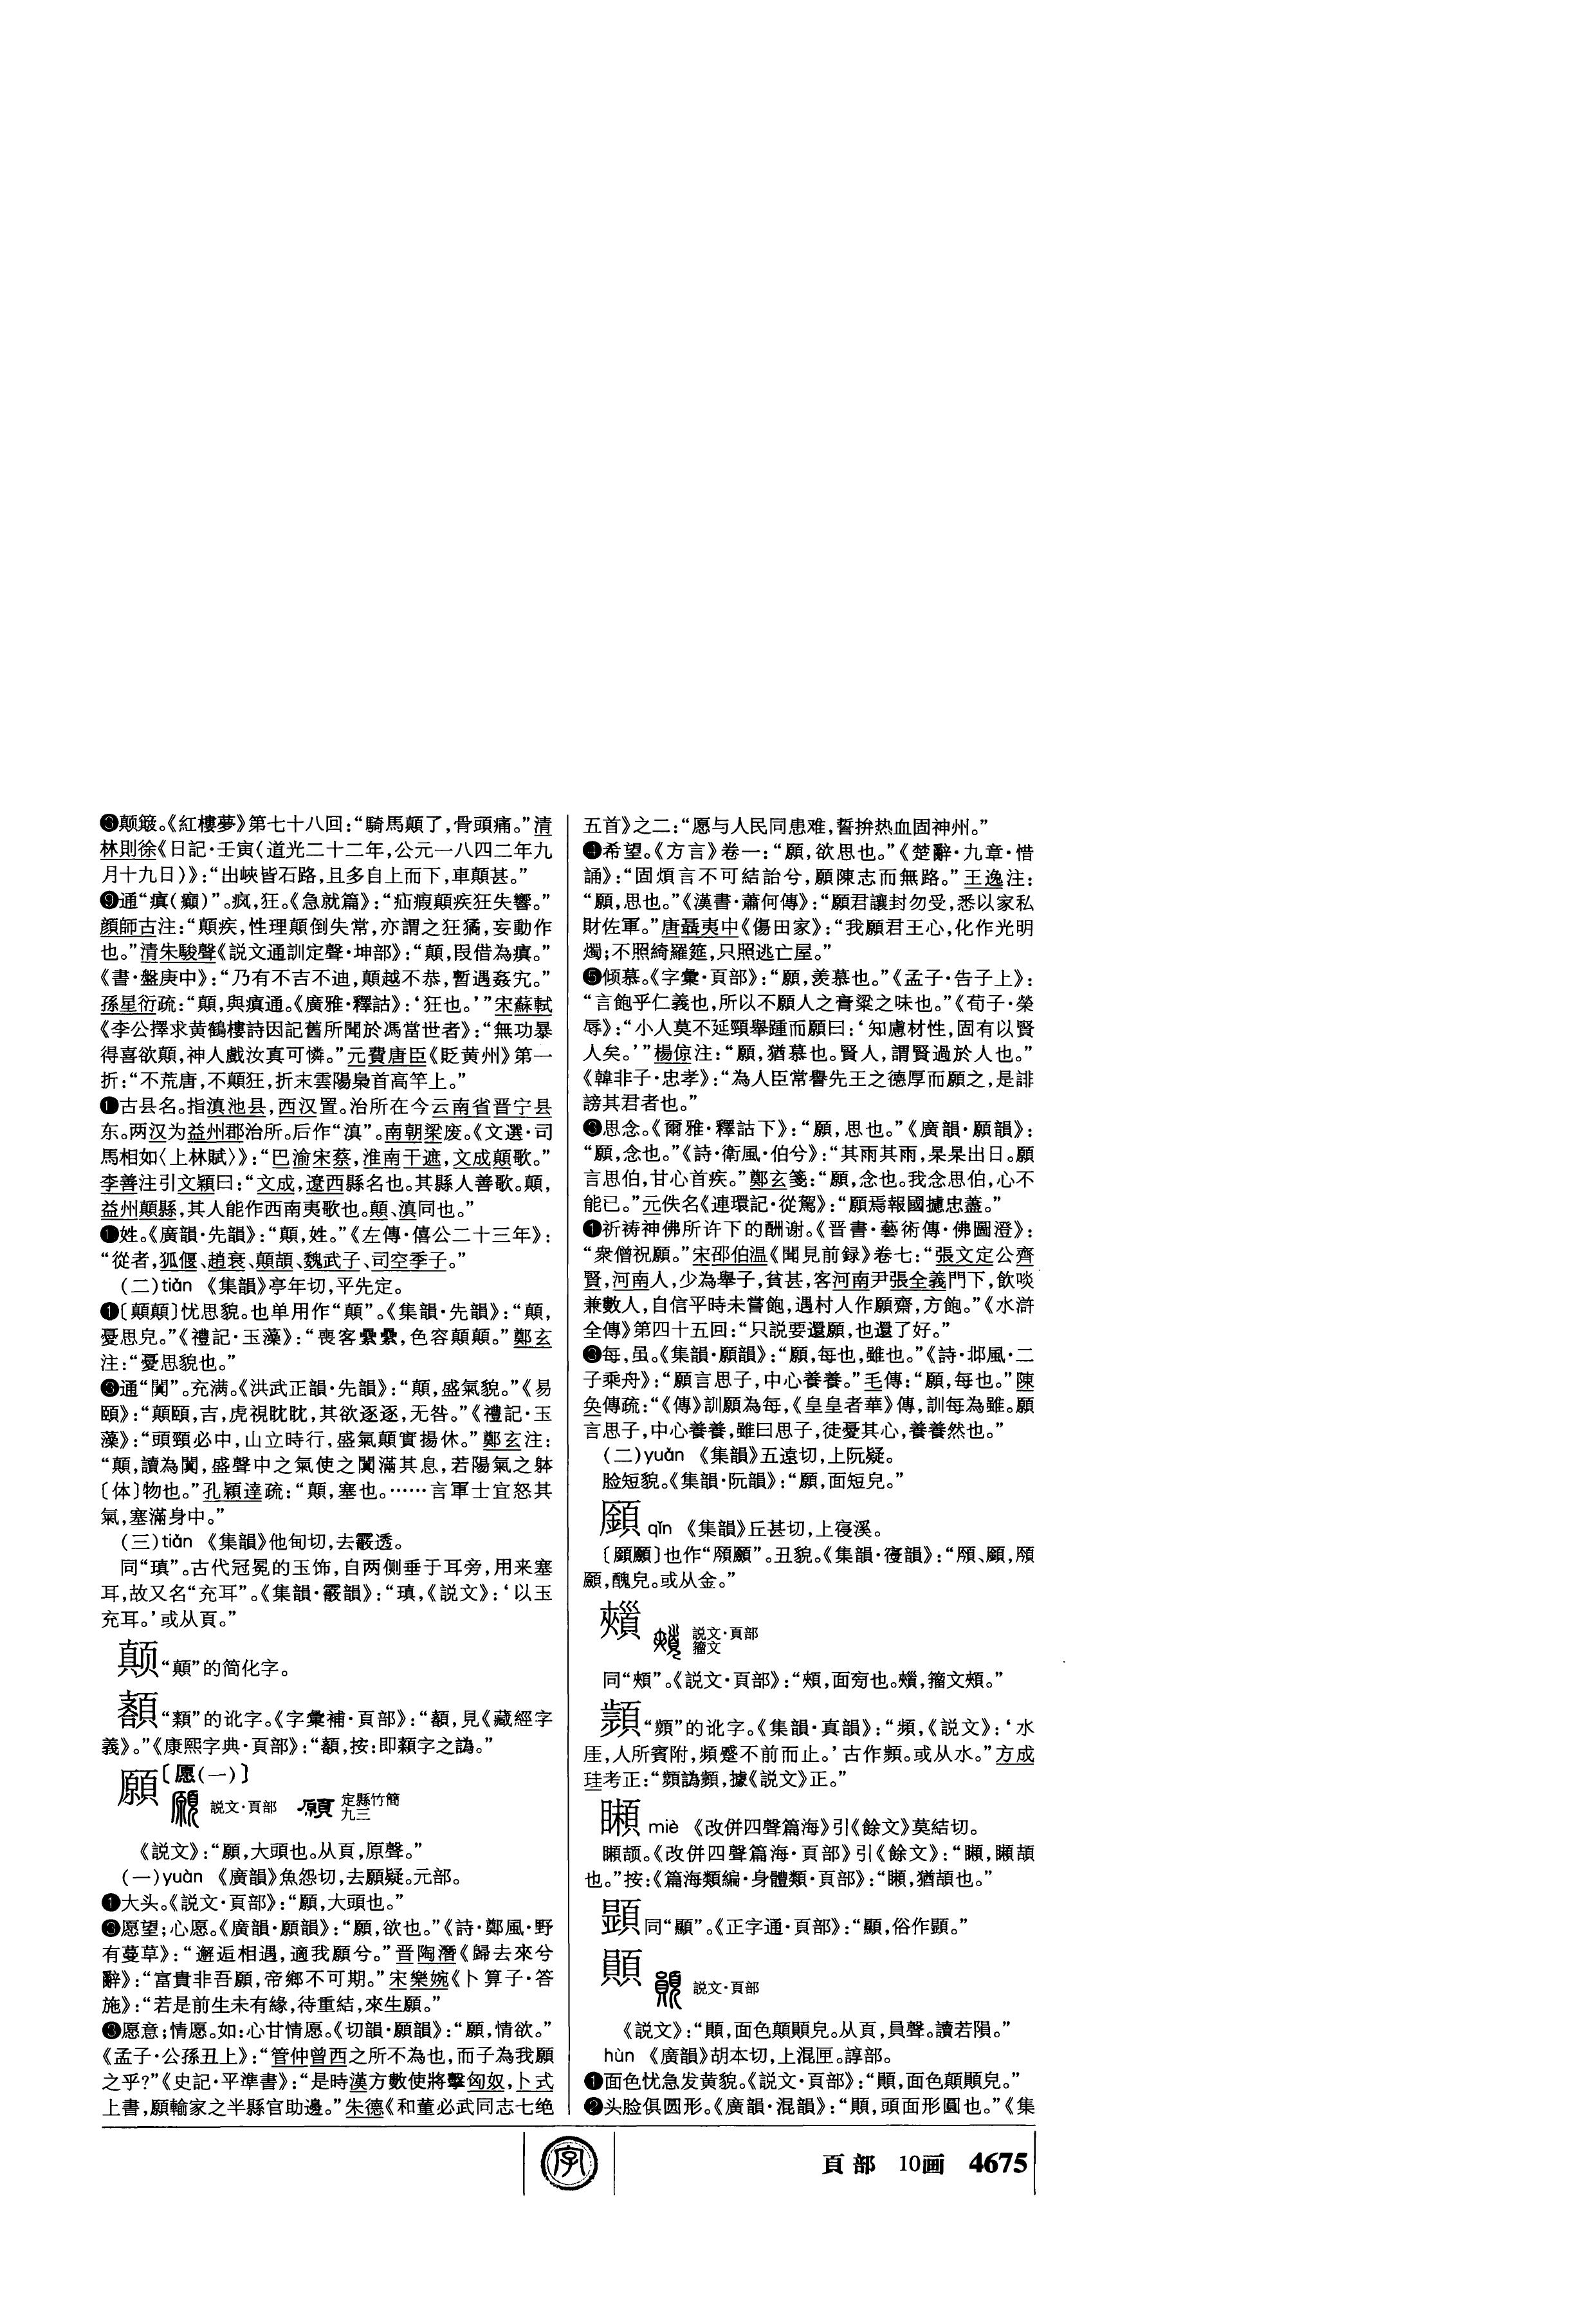 ❽颠簸。《紅樓夢》第七十八回：“騎馬顛了，骨頭痛。”清
林則徐《日記·壬寅（道光二十二年，公元一八四二年九
月十九日）》：“出峽皆石路，且多自上而下，車顛甚。”
❾通“瘨（癲）”。疯，狂。《急就篇》：“疝瘕顛疾狂失響。”
顔師古注：“顛疾，性理顛倒失常，亦謂之狂獝，妄動作
也。”清朱駿聲《説文通訓定聲·坤部》：“顛，叚借為瘨。”
《書·盤庚中》：“乃有不吉不迪，顛越不恭，暫遇姦宄。”
孫星衍疏：“顛，與瘨通。《廣雅·釋詁》：‘狂也。’”宋蘇軾
《李公擇求黄鶴樓詩因記舊所聞於馮當世者》：“無功暴
得喜欲顛，神人戲汝真可憐。”元費唐臣《貶黄州》第一
折：“不荒唐，不顛狂，折末雲陽梟首高竿上。”
古县名。指滇池县，西汉置。治所在今云南省晋宁县
东。两汉为益州郡治所。后作“滇”。南朝梁废。《文選·司
馬相如〈上林賦〉》：“巴渝宋蔡，淮南干遮，文成顛歌。”
李善注引文穎曰：“文成，遼西縣名也。其縣人善歌。顛，
益州顛縣，其人能作西南夷歌也。顛、滇同也。”
姓。《廣韻·先韻》：“顛，姓。”《左傳·僖公二十三年》：
“從者，狐偃、趙衰、顛頡、魏武子、司空季子。”
（二）tián 《集韻》亭年切，平先定。
❶〔顛顛〕忧思貌。也单用作“顛”。《集韻·先韻》：“顛，
憂思皃。”《禮記·玉藻》：“喪容纍纍，色容顛顛。”鄭玄
注：“憂思貌也。”
通“闐”。充满。《洪武正韻·先韻》：“顛，盛氣貌。”《易
頤》：“顛頤，吉，虎視眈眈，其欲逐逐，无咎。”《禮記·玉
藻》：“頭頸必中，山立時行，盛氣顛實揚休。”鄭玄注：
“顛，讀為闐，盛聲中之氣使之闐滿其息，若陽氣之躰
〔体〕物也。”孔穎達疏：“顛，塞也。……言軍士宜怒其
氣，塞滿身中。”
（三）tiàn 《集韻》他甸切，去霰透。
同“瑱”。古代冠冕的玉饰，自两侧垂于耳旁，用来塞
耳，故又名“充耳”。《集韻·霰韻》：“瑱，《説文》：‘以玉
充耳。’或从頁。”
颠“顛”的简化字。
“顙”的讹字。《字彙補·頁部》：“，見《藏經字
義》。”《康熙字典·頁部》：“，按：即顙字之譌。”
願〔愿（一）〕
説文·頁部 定縣竹簡
九三
《説文》：“願，大頭也。从頁，原聲。”
（一）yuàn 《廣韻》魚怨切，去願疑。元部。
❶大头。《説文·頁部》：“願，大頭也。”
愿望；心愿。《廣韻·願韻》：“願，欲也。”《詩·鄭風·野
有蔓草》：“邂逅相遇，適我願兮。”晋陶潛《歸去來兮
辭》：“富貴非吾願，帝鄉不可期。”宋樂婉《卜算子·答
施》：“若是前生未有緣，待重結，來生願。”
❸愿意；情愿。如：心甘情愿。《切韻·願韻》：“願，情欲。”
《孟子·公孫丑上》：“管仲曾西之所不為也，而子為我願
之乎？”《史記·平準書》：“是時漢方數使將擊匈奴，卜式
上書，願輸家之半縣官助邊。”朱德《和董必武同志七绝
五首》之二：“愿与人民同患难，誓拚热血固神州。”
❹希望。《方言》卷一：“願，欲思也。”《楚辭·九章·惜
誦》：“固煩言不可結詒兮，願陳志而無路。”王逸注：
“願，思也。”《漢書·蕭何傳》：“願君讓封勿受，悉以家私
財佐軍。”唐聶夷中《傷田家》：“我願君王心，化作光明
燭；不照綺羅筵，只照逃亡屋。”
❺倾慕。《字彙·頁部》：“願，羡慕也。”《孟子·告子上》：
“言飽乎仁義也，所以不願人之膏粱之味也。”《荀子·榮
辱》：“小人莫不延頸舉踵而願曰：‘知慮材性，固有以賢
人矣。’”楊倞注：“願，猶慕也。賢人，謂賢過於人也。”
《韓非子·忠孝》：“為人臣常譽先王之德厚而願之，是誹
謗其君者也。”
思念。《爾雅·釋詁下》：“願，思也。”《廣韻·願韻》：
“願，念也。”《詩·衛風·伯兮》：“其雨其雨，杲杲出日。願
言思伯，甘心首疾。”鄭玄箋：“願，念也。我念思伯，心不
能已。”元佚名《連環記·從駕》：“願焉報國攄忠藎。”
祈祷神佛所许下的酬谢。《晋書·藝術傳·佛圖澄》：
“衆僧祝願。”宋邵伯温《聞見前録》卷七：“張文定公齊
賢，河南人，少為舉子，貧甚，客河南尹張全義門下，飲啖
兼數人，自信平時未嘗飽，遇村人作願齋，方飽。”《水滸
全傳》第四十五回：“只説要還願，也還了好。”
每，虽。《集韻·願韻》：“願，每也，雖也。”《詩·邶風·二
子乘舟》：“願言思子，中心養養。”毛傳：“願，每也。”陳
奂傳疏：“《傳》訓願為每，《皇皇者華》傳，訓每為雖。願
言思子，中心養養，雖曰思子，徒憂其心，養養然也。”
（二）yuǎn 《集韻》五遠切，上阮疑。
脸短貌。《集韻·阮韻》：“願，面短皃。”
qǐn 《集韻》丘甚切，上寑溪。
〔〕也作“”。丑貌。《集韻·寑韻》：“
，醜皃。或从金。”
説文·頁部
籀文
同“頰”。《説文·頁部》：“頰，面旁也。，籀文頰。”
“顰”的讹字。《集韻·真韻》：“頻，《説文》：‘水
厓，人所賓附，頻蹙不前而止。’古作。或从水。”方成
珪考正：“譌，據《説文》正。”
miè 《改併四聲篇海》引《餘文》莫結切。
颉。《改併四聲篇海·頁部》引《餘文》：“，頡
也。”按：《篇海類編·身體類·頁部》：“，猶頡也。”
顕同“顯”。《正字通·頁部》：“顯，俗作顕。”
顐 説文·頁部
《説文》：“，面色顛皃。从頁，員聲。讀若隕。”
hùn 《廣韻》胡本切，上混匣。諄部。
❶面色忧急发黄貌。《説文·頁部》：“，面色顛皃。”
❷头脸俱圆形。《廣韻·混韻》：“，頭面形圓也。”《集
字
頁部 10画 4675